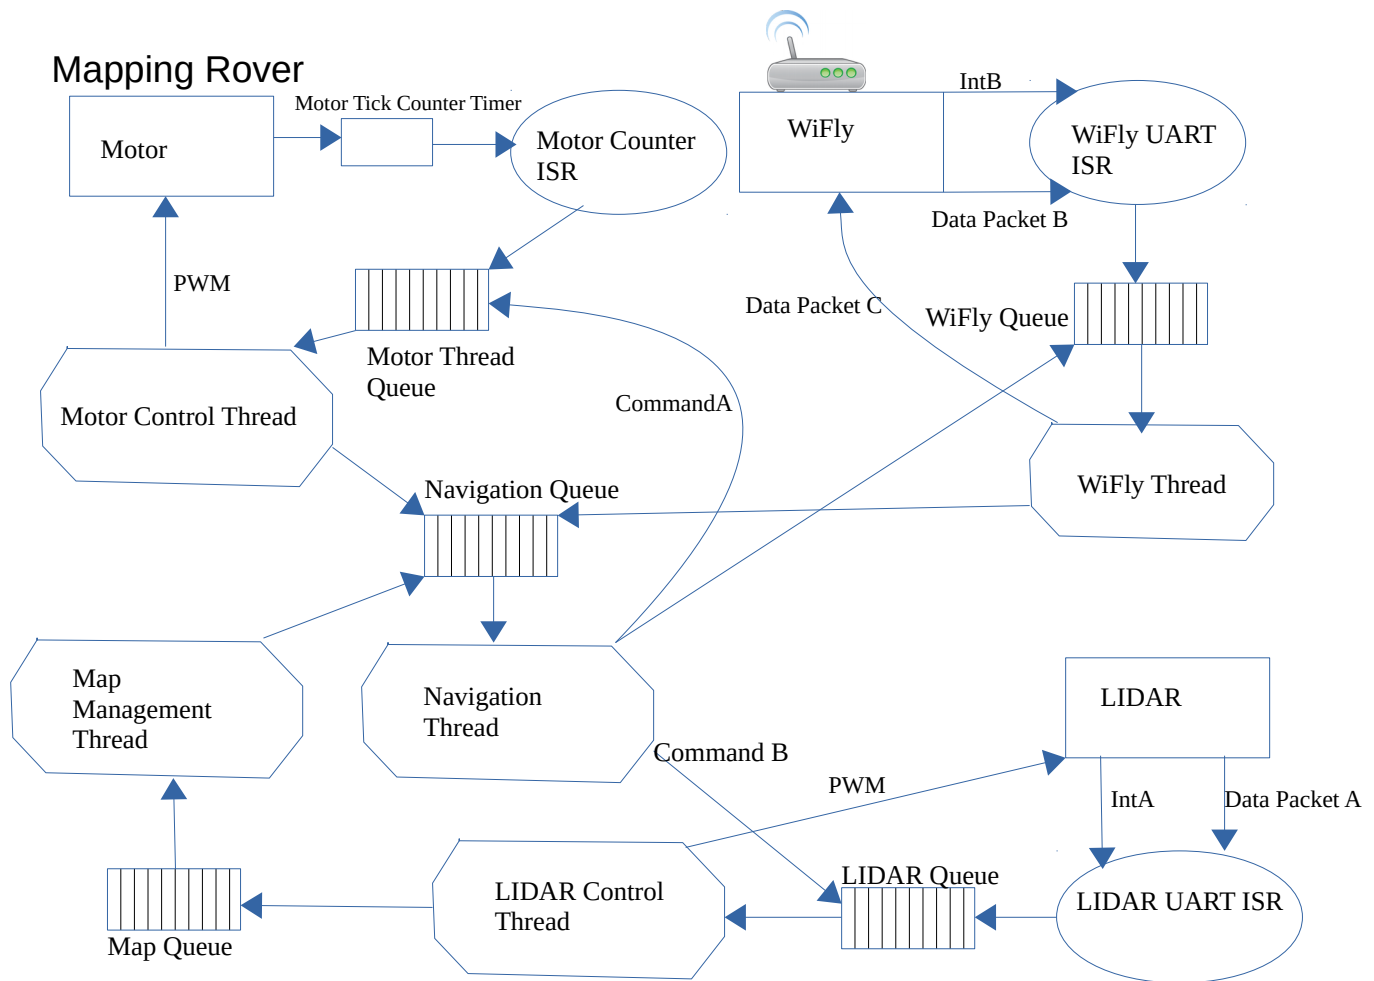 Mapping Rover
Motor Tick Counter Timer
IntB
Motor
Motor Counter
ISR
WiFly
WiFly UART
ISR
Data Packet B
PWM
Data Packet C
WiFly Queue
Motor Thread
Queue
CommandA
Motor Control Thread
Navigation Queue
WiFly Thread
Map
Management
Thread
Navigation
Thread
LIDAR
Command B
PWM
IntA
Data Packet A
LIDAR Queue
LIDAR Control
Thread
LIDAR UART ISR
Map Queue